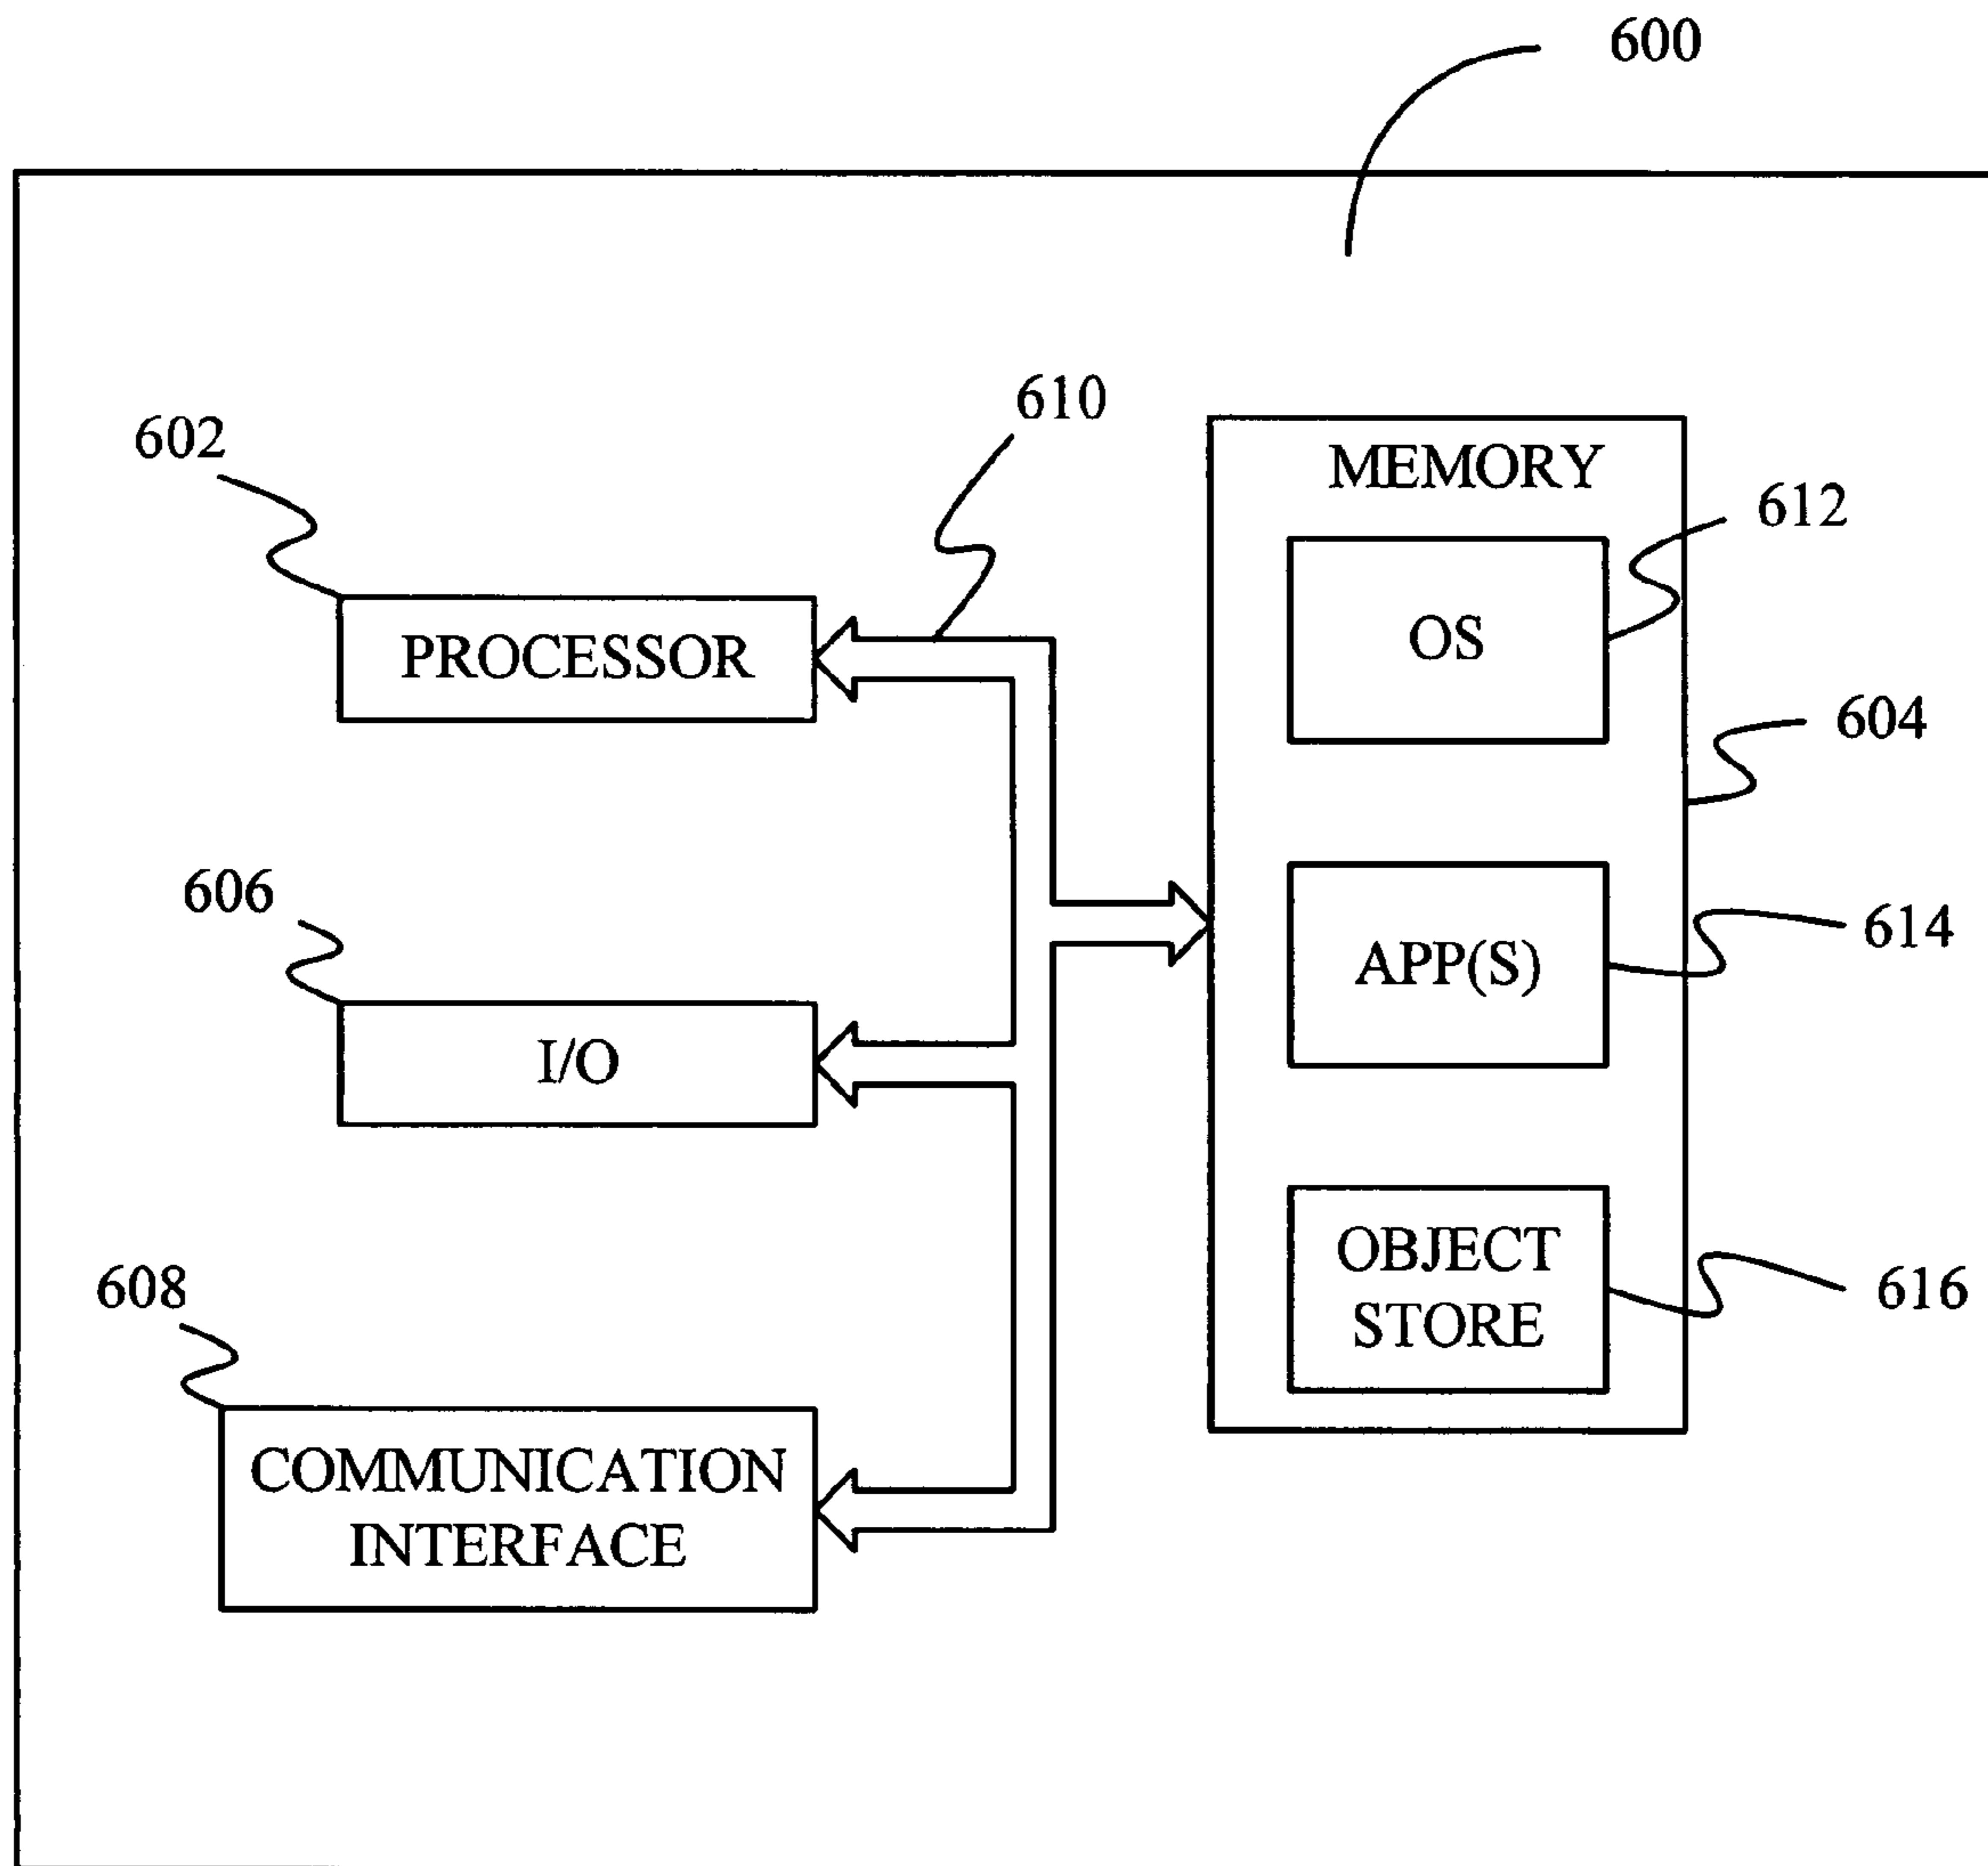 600
610
602
MEMORY
612
PROCESSOR
OS
604
606
614
APP(S)
I/O
OBJECT
STORE
616
608
COMMUNICATION
INTERFACE